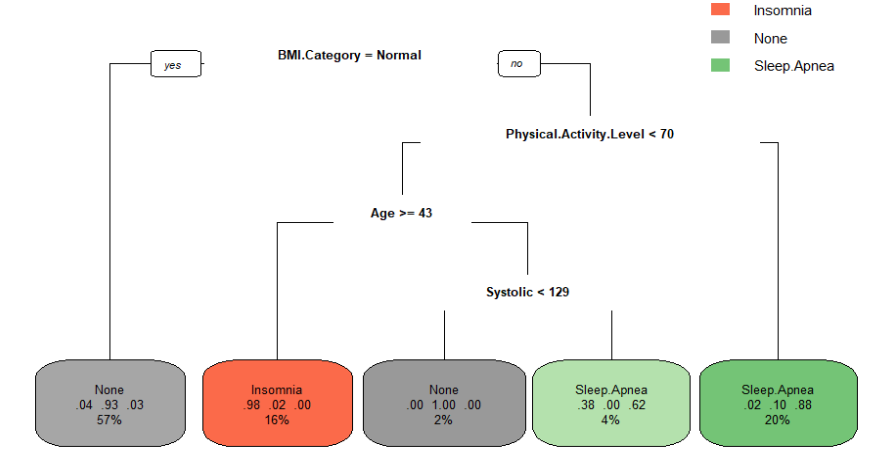 Insomnia
None
Sleep.Apnea
BMI.Category = Normal
yes
no
Physical.Activity.Level < 70
Age >= 43
Systolic < 129
None
.04 .93 .03
57%
Insomnia
.98 .02 .00
16%
None
.00 1.00 .00
2%
Sleep.Apnea
.38 .00 .62
4%
Sleep.Apnea
.02 .10 .88
20%